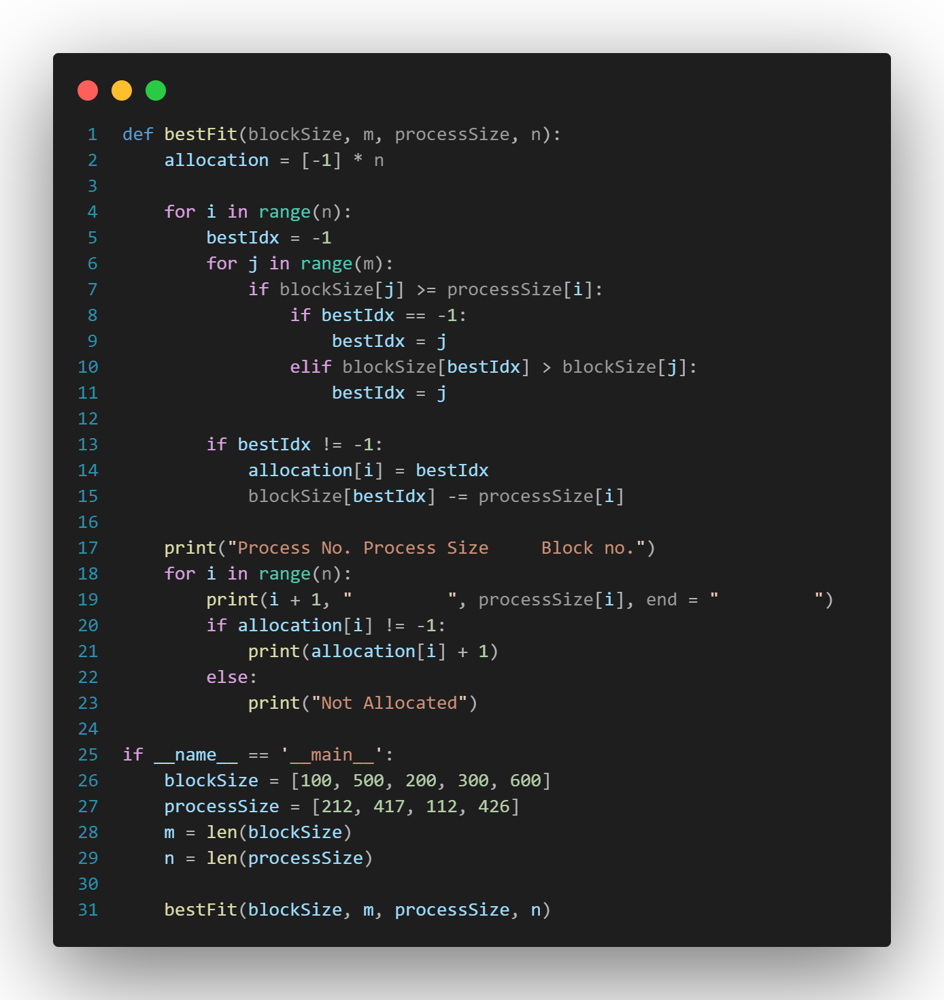 1 def bestFit(blockSize, m, processSize, n):
2     allocation = [-1] * n
3
4     for i in range(n):
5         bestIdx = -1
6         for j in range(m):
7             if blockSize[j] >= processSize[i]:
8                 if bestIdx == -1:
9                     bestIdx = j
10                 elif blockSize[bestIdx] > blockSize[j]:
11                     bestIdx = j
12
13         if bestIdx != -1:
14             allocation[i] = bestIdx
15             blockSize[bestIdx] -= processSize[i]
16
17     print("Process No. Process Size     Block no.")
18     for i in range(n):
19         print(i + 1, "         ", processSize[i], end = "         ")
20         if allocation[i] != -1:
21             print(allocation[i] + 1)
22         else:
23             print("Not Allocated")
24
25 if __name__ == '__main__':
26     blockSize = [100, 500, 200, 300, 600]
27     processSize = [212, 417, 112, 426]
28     m = len(blockSize)
29     n = len(processSize)
30
31     bestFit(blockSize, m, processSize, n)